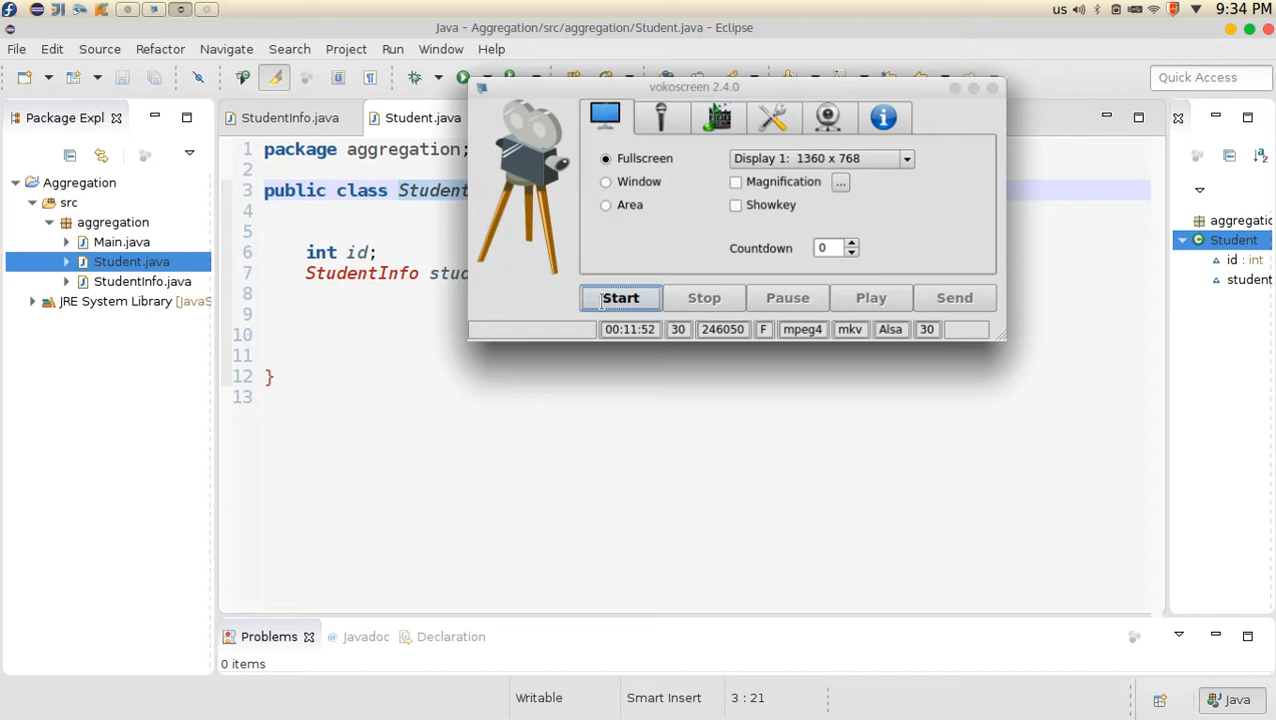 us 9:34 PM
Java - Aggregation/src/aggregation/Student.java - Eclipse
File Edit Source Refactor Navigate Search Project Run Window Help
Quick Access
Package Expl
StudentInfo.java Student.java
Aggregation
src
aggregation
Main.java
Student.java
StudentInfo.java
JRE System Library [JavaS
1 package aggregation;
2
3 public class Student
4
5
6 int id;
7 StudentInfo stud
8
9
10
11
12 }
13
vokoscreen 2.4.0
Fullscreen Display 1: 1360 x 768
Window Magnification ...
Area Showkey
Countdown 0
Start Stop Pause Play Send
00:11:52 30 246050 F mpeg4 mkv Alsa 30
aggregatio
Student
id : int
student
Problems @ Javadoc Declaration
0 items
Writable Smart Insert 3 : 21 Java